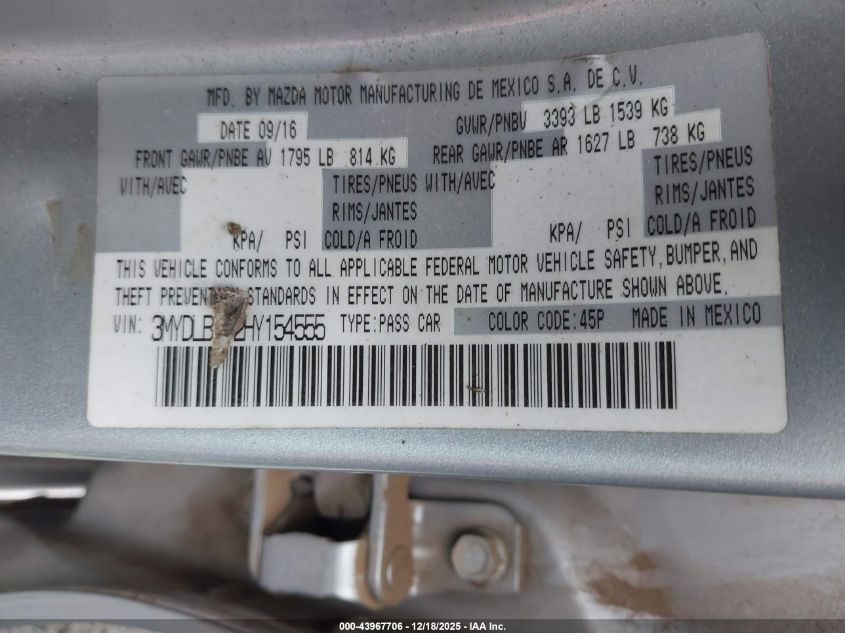 MFD. BY MAZDA MOTOR MANUFACTURING DE MEXICO S.A. DE C.V.
DATE 09/16 GVWR/PNBV 3393 LB 1539 KG
FRONT GAWR/PNBE AV 1795 LB 814 KG REAR GAWR/PNBE AR 1627 LB 738 KG
WITH/AVEC TIRES/PNEUS WITH/AVEC TIRES/PNEUS
RIMS/JANTES RIMS/JANTES
KPA/ PSI COLD/A FROID KPA/ PSI COLD/A FROID
THIS VEHICLE CONFORMS TO ALL APPLICABLE FEDERAL MOTOR VEHICLE SAFETY, BUMPER, AND
THEFT STANDARDS IN EFFECT ON THE DATE OF MANUFACTURE SHOWN ABOVE.
VIN: TYPE: PASS CAR COLOR CODE: 45P MADE IN MEXICO
000-43967706 - 12/18/2025 - IAA Inc.